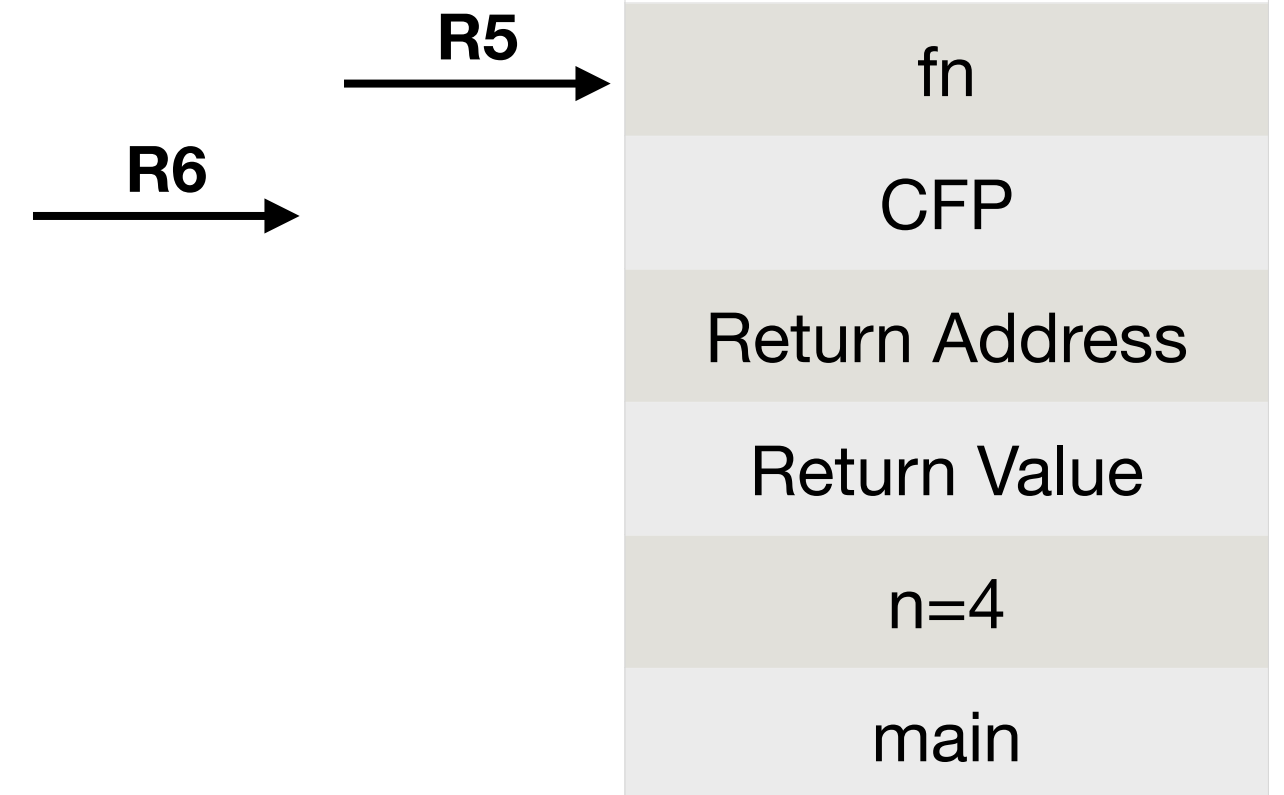 R5
fn
R6
CFP
Return Address
Return Value
n=4
main